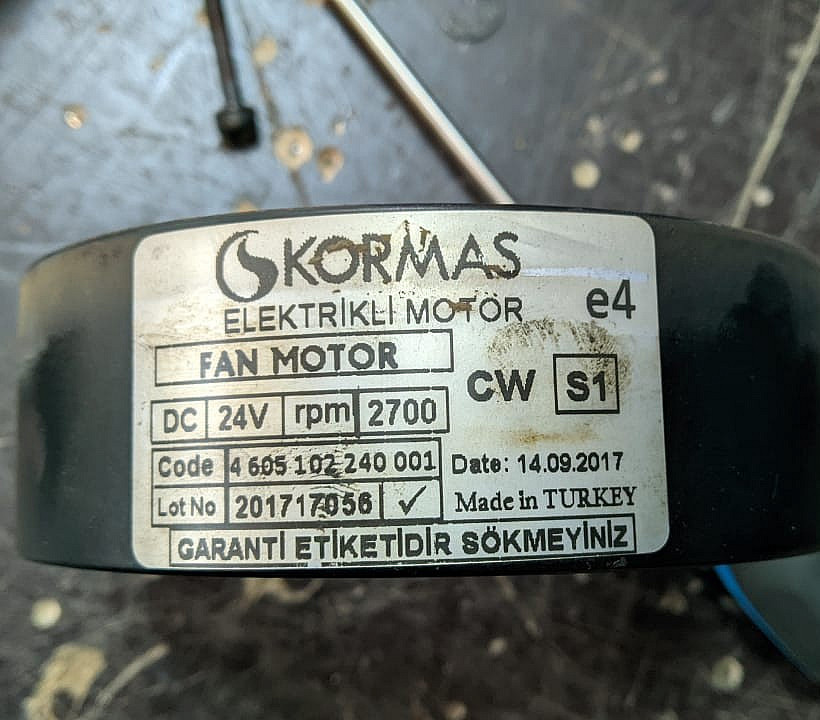 KORMAS
ELEKTRİKLİ MOTÖR
e4
FAN MOTOR
CW S1
DC 24V rpm 2700
Code 4 605 102 240 001 Date: 14.09.2017
Lot No 201717056 ✓ Made in TURKEY
GARANTİ ETİKETİDİR SÖKMEYİNİZ